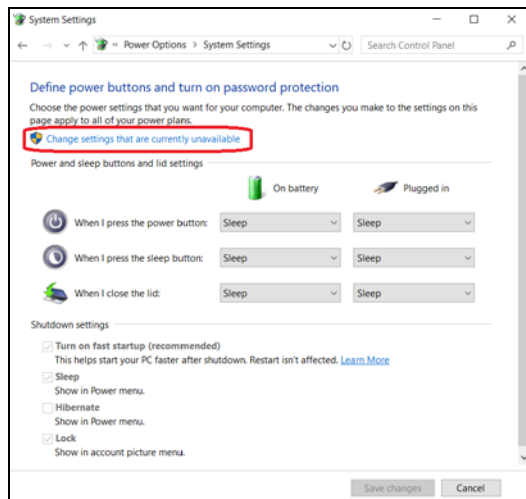 System Settings
« Power Options > System Settings
Search Control Panel
Define power buttons and turn on password protection
Choose the power settings that you want for your computer. The changes you make to the settings on this
page apply to all of your power plans.
Change settings that are currently unavailable
Power and sleep buttons and lid settings
On battery Plugged in
When I press the power button: Sleep Sleep
When I press the sleep button: Sleep Sleep
When I close the lid: Sleep Sleep
Shutdown settings
Turn on fast startup (recommended)
This helps start your PC faster after shutdown. Restart isn't affected. Learn More
Sleep
Show in Power menu.
Hibernate
Show in Power menu.
Lock
Show in account picture menu.
Save changes Cancel